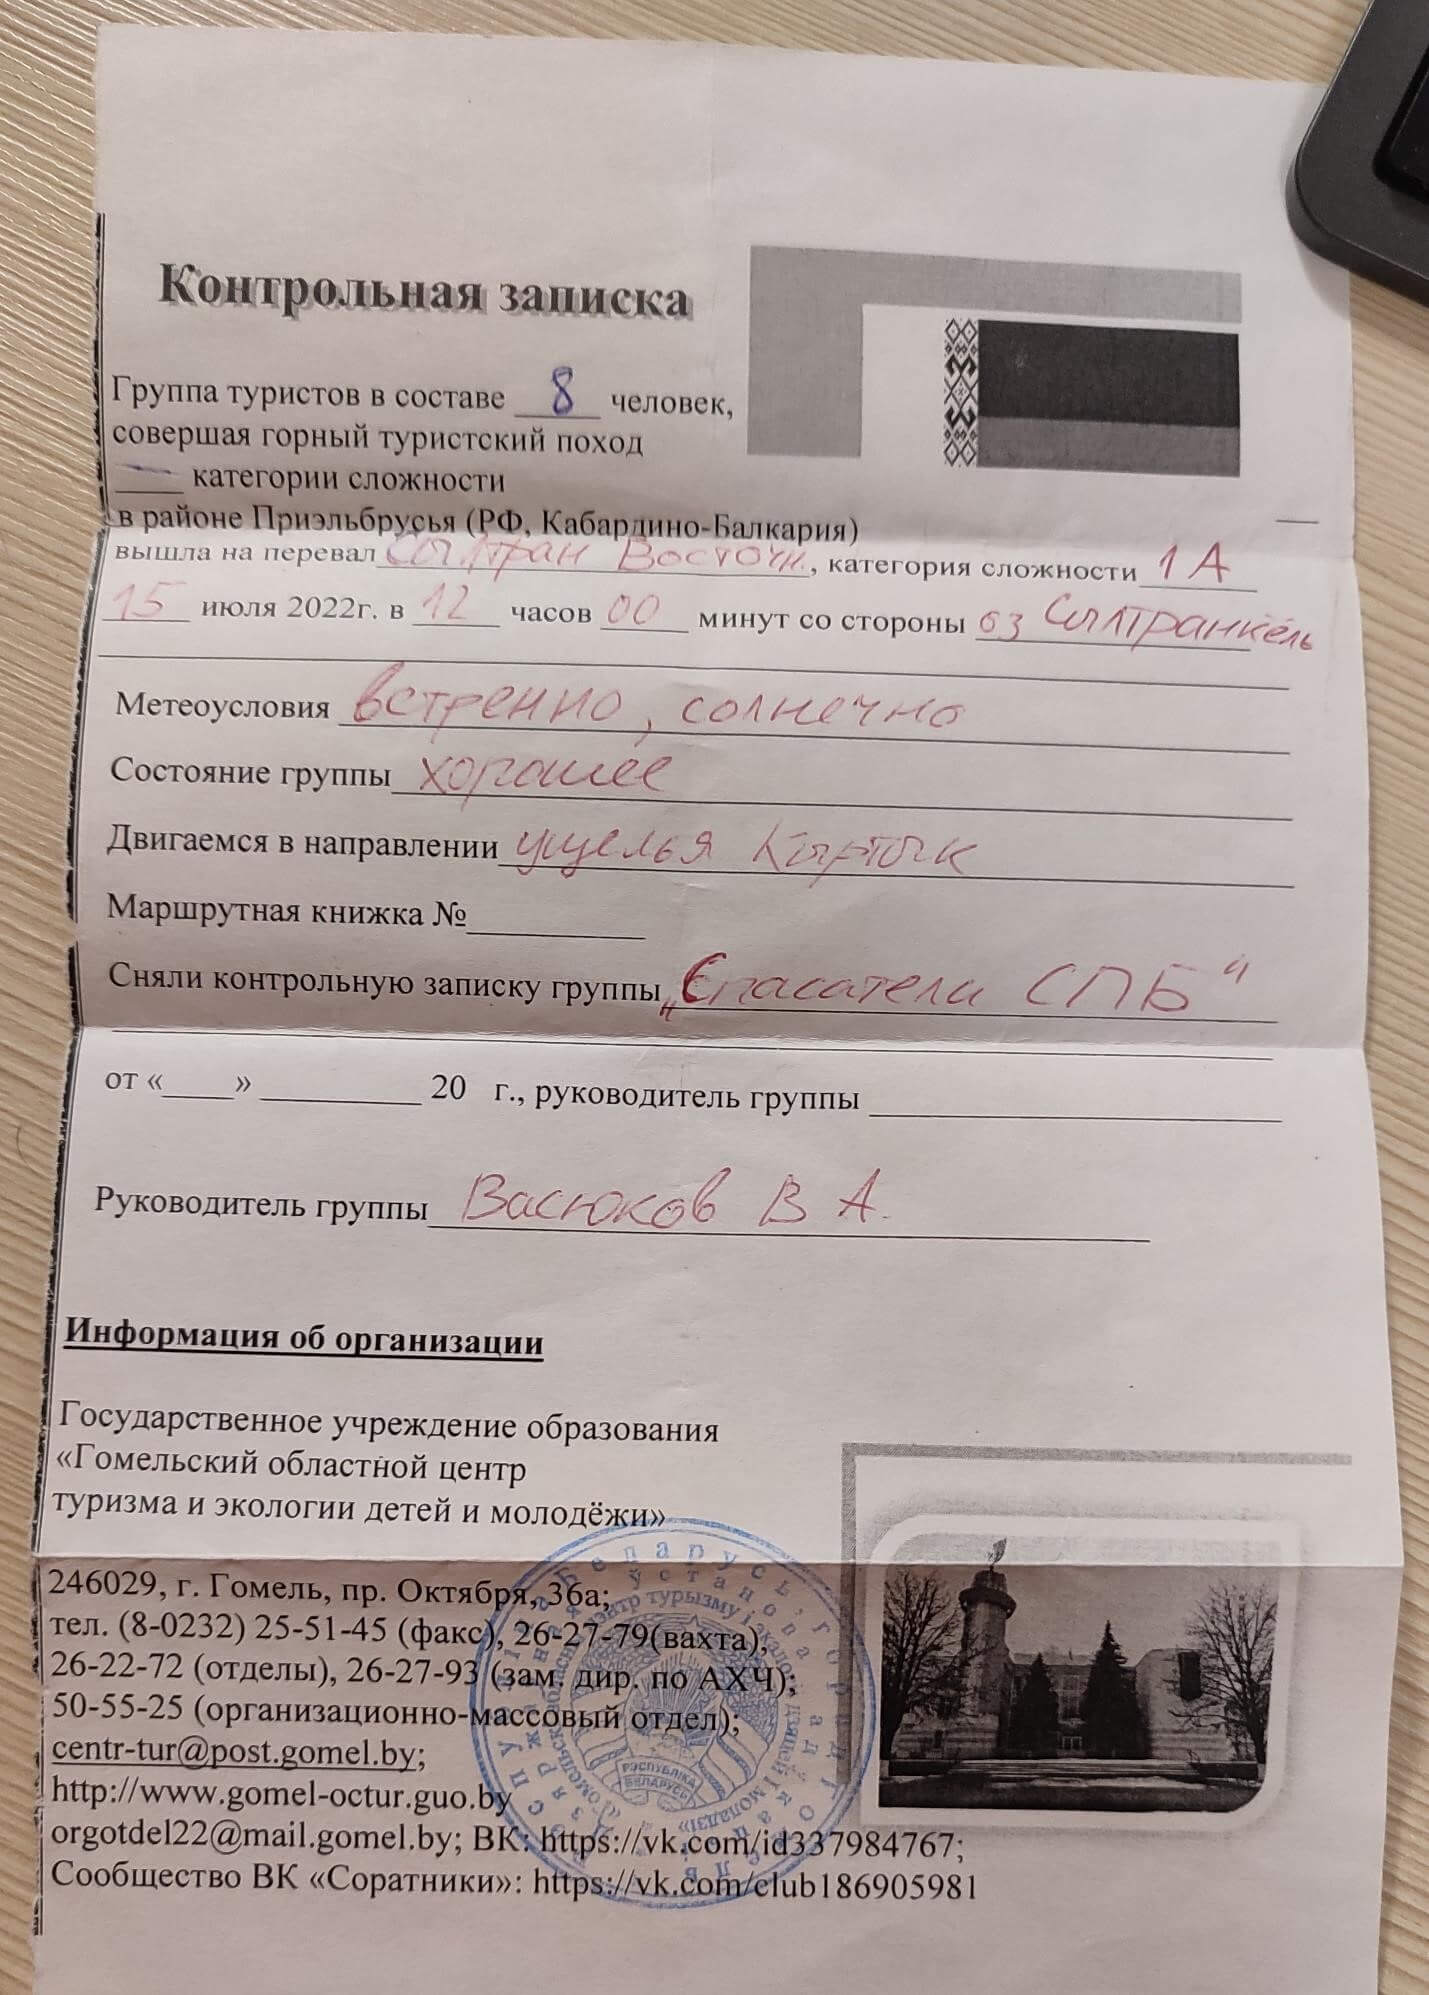 Контрольная записка
Группа туристов в составе 8 человек,
совершая горный туристский поход
— категории сложности
в районе Приэльбрусья (РФ, Кабардино-Балкария)
вышла на перевал Сылтран Восточн., категория сложности 1А
15 июля 2022г. в 12 часов 00 минут со стороны оз Сылтранкёль
Метеоусловия ветренно, солнечно
Состояние группы хорошее
Двигаемся в направлении ущелья Кыртык
Маршрутная книжка №
Сняли контрольную записку группы „Спасатели СПБ"
от «____» __________ 20 г., руководитель группы
Руководитель группы Васюков В А.
Информация об организации
Государственное учреждение образования
«Гомельский областной центр
туризма и экологии детей и молодёжи»
246029, г. Гомель, пр. Октября, 36а;
тел. (8-0232) 25-51-45 (факс), 26-27-79(вахта),
26-22-72 (отделы), 26-27-93 (зам. дир. по АХЧ);
50-55-25 (организационно-массовый отдел);
centr-tur@post.gomel.by;
http://www.gomel-octur.guo.by
orgotdel22@mail.gomel.by; ВК: https://vk.com/id337984767;
Сообщество ВК «Соратники»: https://vk.com/club186905981
РЭСПУБЛІКА
БЕЛАРУСЬ